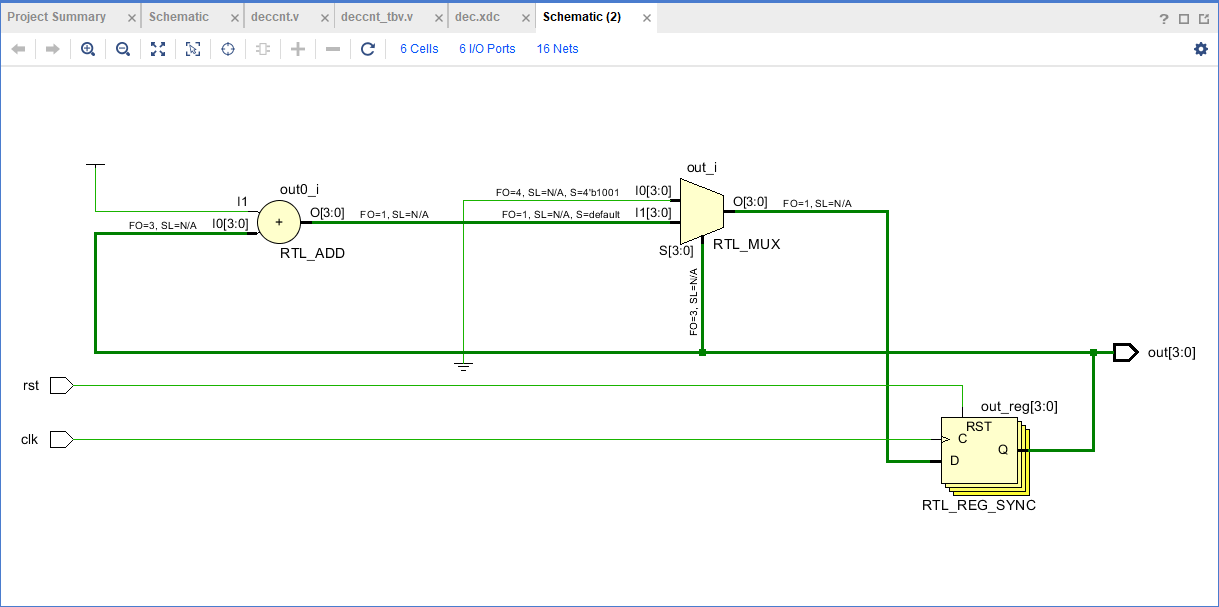 Project Summary × Schematic × deccnt.v × deccnt_tbv.v × dec.xdc × Schematic (2) × ?
6 Cells 6 I/O Ports 16 Nets
out_i
FO=4, SL=N/A, S=4'b1001 I0[3:0]
out0_i
I1 O[3:0] FO=1, SL=N/A FO=1, SL=N/A, S=default I1[3:0] O[3:0] FO=1, SL=N/A
FO=3, SL=N/A I0[3:0] +
RTL_ADD S[3:0] RTL_MUX
FO=3, SL=N/A
out[3:0]
rst
out_reg[3:0]
RST
clk C
Q
D
RTL_REG_SYNC